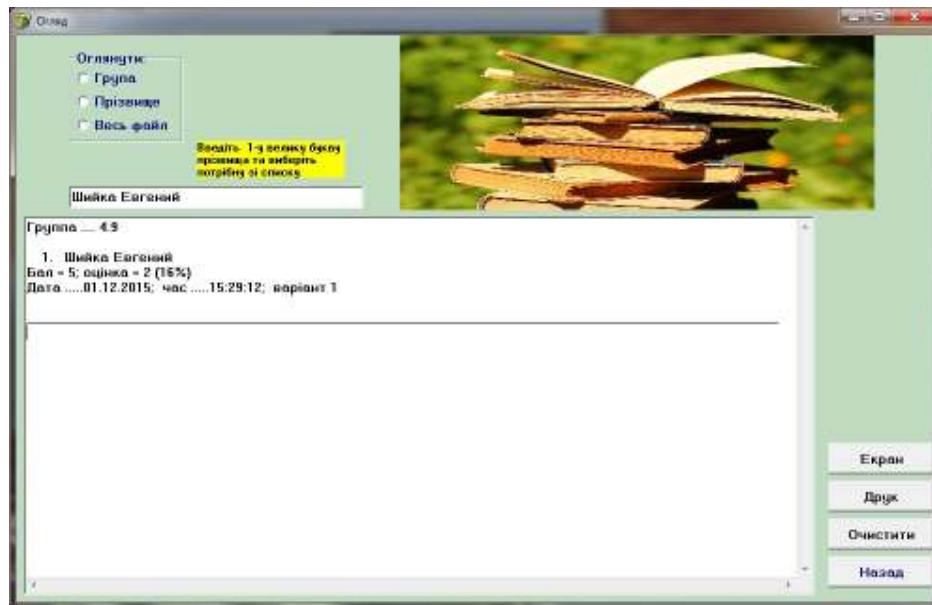 Огляд
Оглянути
Група
Прізвище
Весь файл
Введіть 1-у велику букву
прізвища та виберіть
потрібну зі списку
Шийка Евгений
Группа .... 4.9
1. Шийка Евгений
Бал = 5; оцінка = 2 (16%)
Дата .....01.12.2015; час .....15:29:12; варіант 1
Екран
Друк
Очистити
Назад